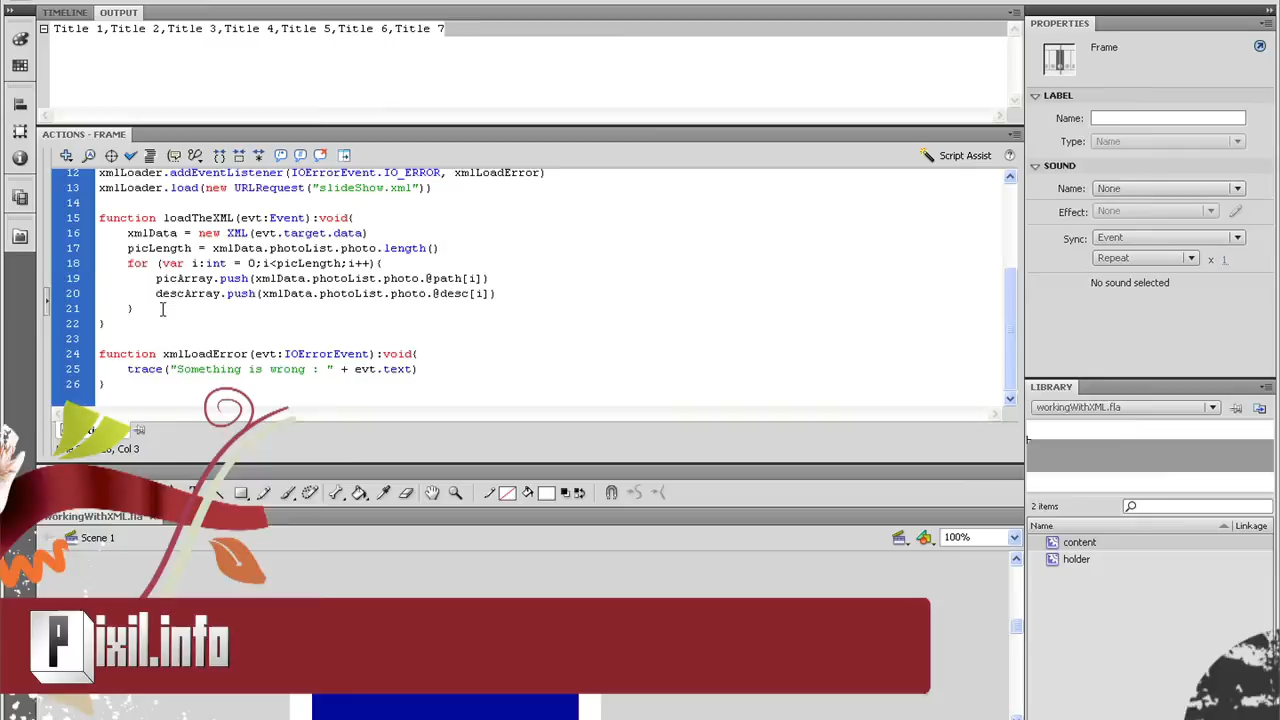 TIMELINE OUTPUT
Title 1,Title 2,Title 3,Title 4,Title 5,Title 6,Title 7
ACTIONS - FRAME
Script Assist
12 xmlLoader.addEventListener(IOErrorEvent.IO_ERROR, xmlLoadError)
13 xmlLoader.load(new URLRequest("slideShow.xml"))
14
15 function loadTheXML(evt:Event):void{
16 xmlData = new XML(evt.target.data)
17 picLength = xmlData.photoList.photo.length()
18 for (var i:int = 0;i<picLength;i++){
19 picArray.push(xmlData.photoList.photo.@path[i])
20 descArray.push(xmlData.photoList.photo.@desc[i])
21 }
22 }
23
24 function xmlLoadError(evt:IOErrorEvent):void{
25 trace("Something is wrong : " + evt.text)
26 }
Col 3
workingWithXML.fla
Scene 1
100%
Pixil.info
PROPERTIES
Frame
LABEL
Name:
Type: Name
SOUND
Name: None
Effect: None
Sync: Event
Repeat x 1
No sound selected
LIBRARY
workingWithXML.fla
2 items
Name Linkage
content
holder